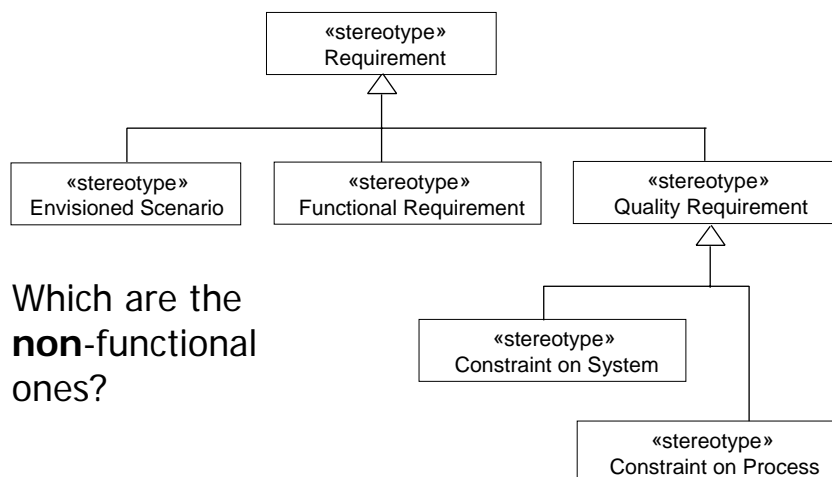 «stereotype»
Requirement
«stereotype»
Envisioned Scenario
«stereotype»
Functional Requirement
«stereotype»
Quality Requirement
Which are the
non-functional
ones?
«stereotype»
Constraint on System
«stereotype»
Constraint on Process